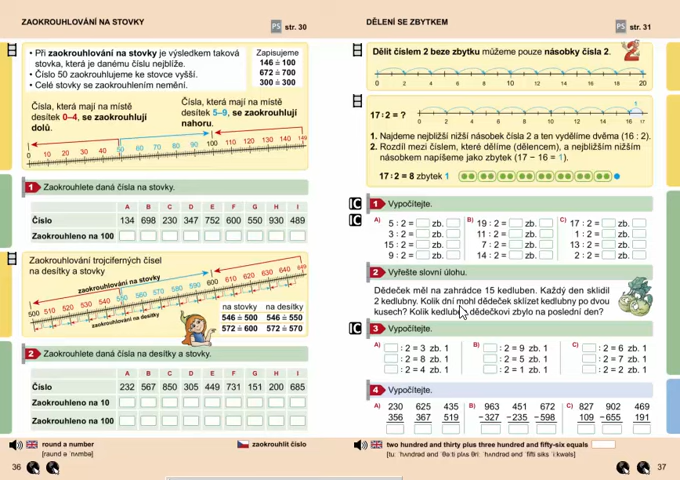 ZAOKROUHLOVÁNÍ NA STOVKY
PS str. 30
• Při zaokrouhlování na stovky je výsledkem taková
stovka, která je danému číslu nejblíže.
• Číslo 50 zaokrouhlujeme ke stovce vyšší.
• Celé stovky se zaokrouhlením nemění.
Zapisujeme
146 ≐ 100
672 ≐ 700
300 ≐ 300
Čísla, která mají na místě
desítek 0–4, se zaokrouhlují
dolů.
Čísla, která mají na místě
desítek 5–9, se zaokrouhlují
nahoru.
0 10 20 30 40 50 60 70 80 90 100 110 120 130 140 149
1 Zaokrouhlete daná čísla na stovky.
A B C D E F G H I
Číslo 134 698 230 347 752 600 550 930 489
Zaokrouhleno na 100
Zaokrouhlování trojciferných čísel
na desítky a stovky
zaokrouhlování na stovky
500 510 520 530 540 550 560 570 580 590 600 610 620 630 640 649
zaokrouhlování na desítky
na stovky na desítky
546 ≐ 500 546 ≐ 550
572 ≐ 600 572 ≐ 570
2 Zaokrouhlete daná čísla na desítky a stovky.
A B C D E F G H I
Číslo 232 567 850 305 449 731 151 200 685
Zaokrouhleno na 10
Zaokrouhleno na 100
round a number
[raund ə ˈnʌmbə]
zaokrouhlit číslo
36
DĚLENÍ SE ZBYTKEM
PS str. 31
Dělit číslem 2 beze zbytku můžeme pouze násobky čísla 2.
2
0 2 4 6 8 10 12 14 16 18 20
17 : 2 = ?
1
0 2 4 6 8 10 12 14 16 17
1. Najdeme nejbližší nižší násobek čísla 2 a ten vydělíme dvěma (16 : 2).
2. Rozdíl mezi číslem, které dělíme (dělencem), a nejbližším nižším
násobkem napíšeme jako zbytek (17 − 16 = 1).
17 : 2 = 8 zbytek 1
1 Vypočítejte.
A) 5 : 2 = zb. B) 19 : 2 = zb. C) 17 : 2 = zb.
3 : 2 = zb. 11 : 2 = zb. 1 : 2 = zb.
15 : 2 = zb. 7 : 2 = zb. 13 : 2 = zb.
9 : 2 = zb. 14 : 2 = zb. 2 : 2 = zb.
2 Vyřešte slovní úlohu.
Dědeček měl na zahrádce 15 kedluben. Každý den sklidil
2 kedlubny. Kolik dní mohl dědeček sklízet kedlubny po dvou
kusech? Kolik kedluben dědečkovi zbylo na poslední den?
3 Vypočítejte.
A) : 2 = 3 zb. 1 B) : 2 = 9 zb. 1 C) : 2 = 6 zb. 1
: 2 = 8 zb. 1 : 2 = 5 zb. 1 : 2 = 7 zb. 1
: 2 = 4 zb. 1 : 2 = 1 zb. 1 : 2 = 2 zb. 1
4 Vypočítejte.
A) 230 625 435 B) 963 451 672 C) 827 902 469
356 367 519 −327 −235 −598 109 −655 191
two hundred and thirty plus three hundred and fifty-six equals
37